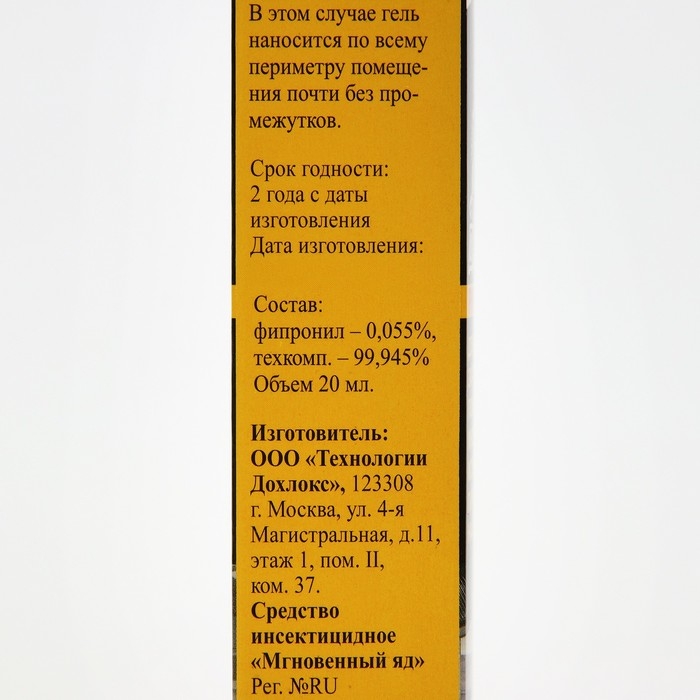 В этом случае гель
наносится по всему
периметру помеще-
ния почти без про-
межутков.
Срок годности:
2 года с даты
изготовления
Дата изготовления:
Состав:
фипронил – 0,055%,
техкомп. – 99,945%
Объем 20 мл.
Изготовитель:
ООО «Технологии
Дохлокс», 123308
г. Москва, ул. 4-я
Магистральная, д.11,
этаж 1, пом. II,
ком. 37.
Средство
инсектицидное
«Мгновенный яд»
Рег. №RU